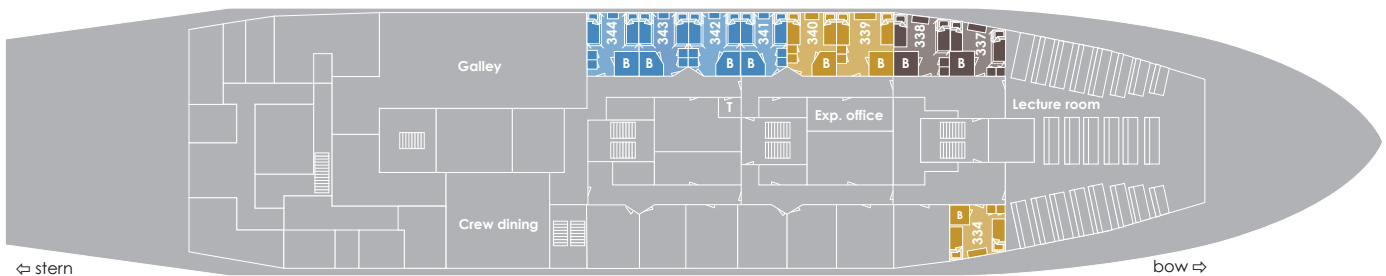 344
343
342
341
340
339
338
337
B
B
B
B
B
B
B
B
Galley
T
Exp. office
Lecture room
Crew dining
B
334
⇦ stern
bow ⇨